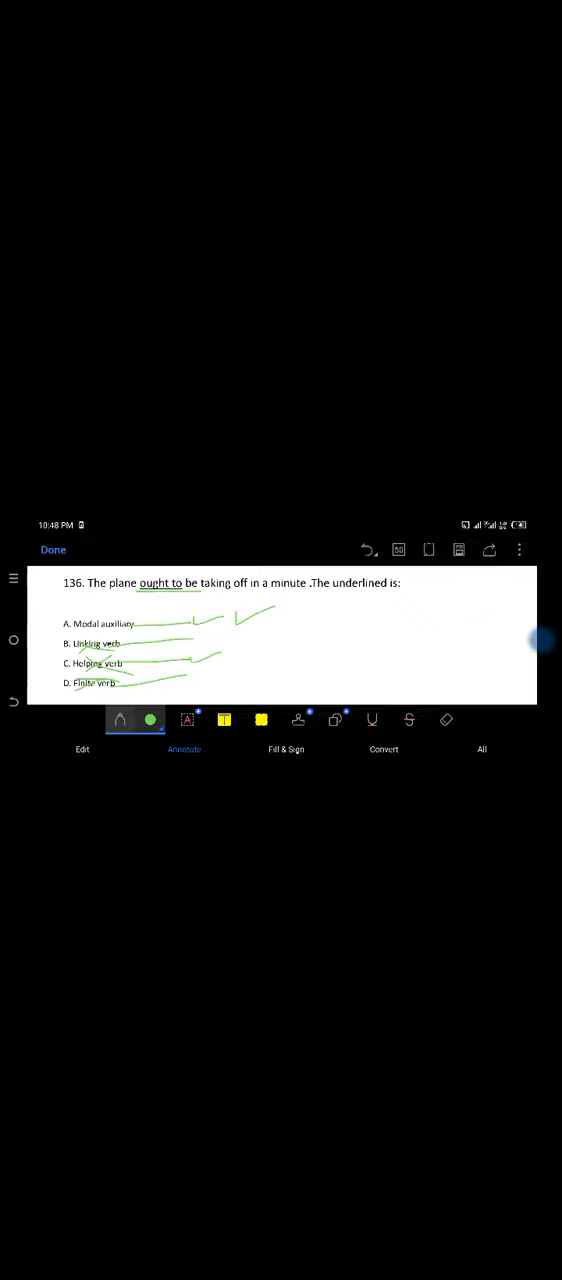 10:48 PM
Done
50
136. The plane ought to be taking off in a minute .The underlined is:
A. Modal auxiliary
B. Linking verb
C. Helping verb
D. Finite verb
A
T
U
S
Edit Annotate Fill & Sign Convert All